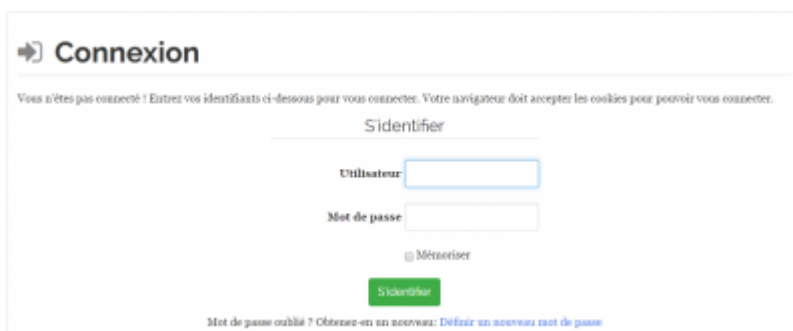 Connexion
Vous n'êtes pas connecté ! Entrez vos identifiants ci-dessous pour vous connecter. Votre navigateur doit accepter les cookies pour pouvoir vous connecter.
S'identifier
Utilisateur
Mot de passe
Mémoriser
S'identifier
Mot de passe oublié ? Obtenez-en un nouveau: Définir un nouveau mot de passe